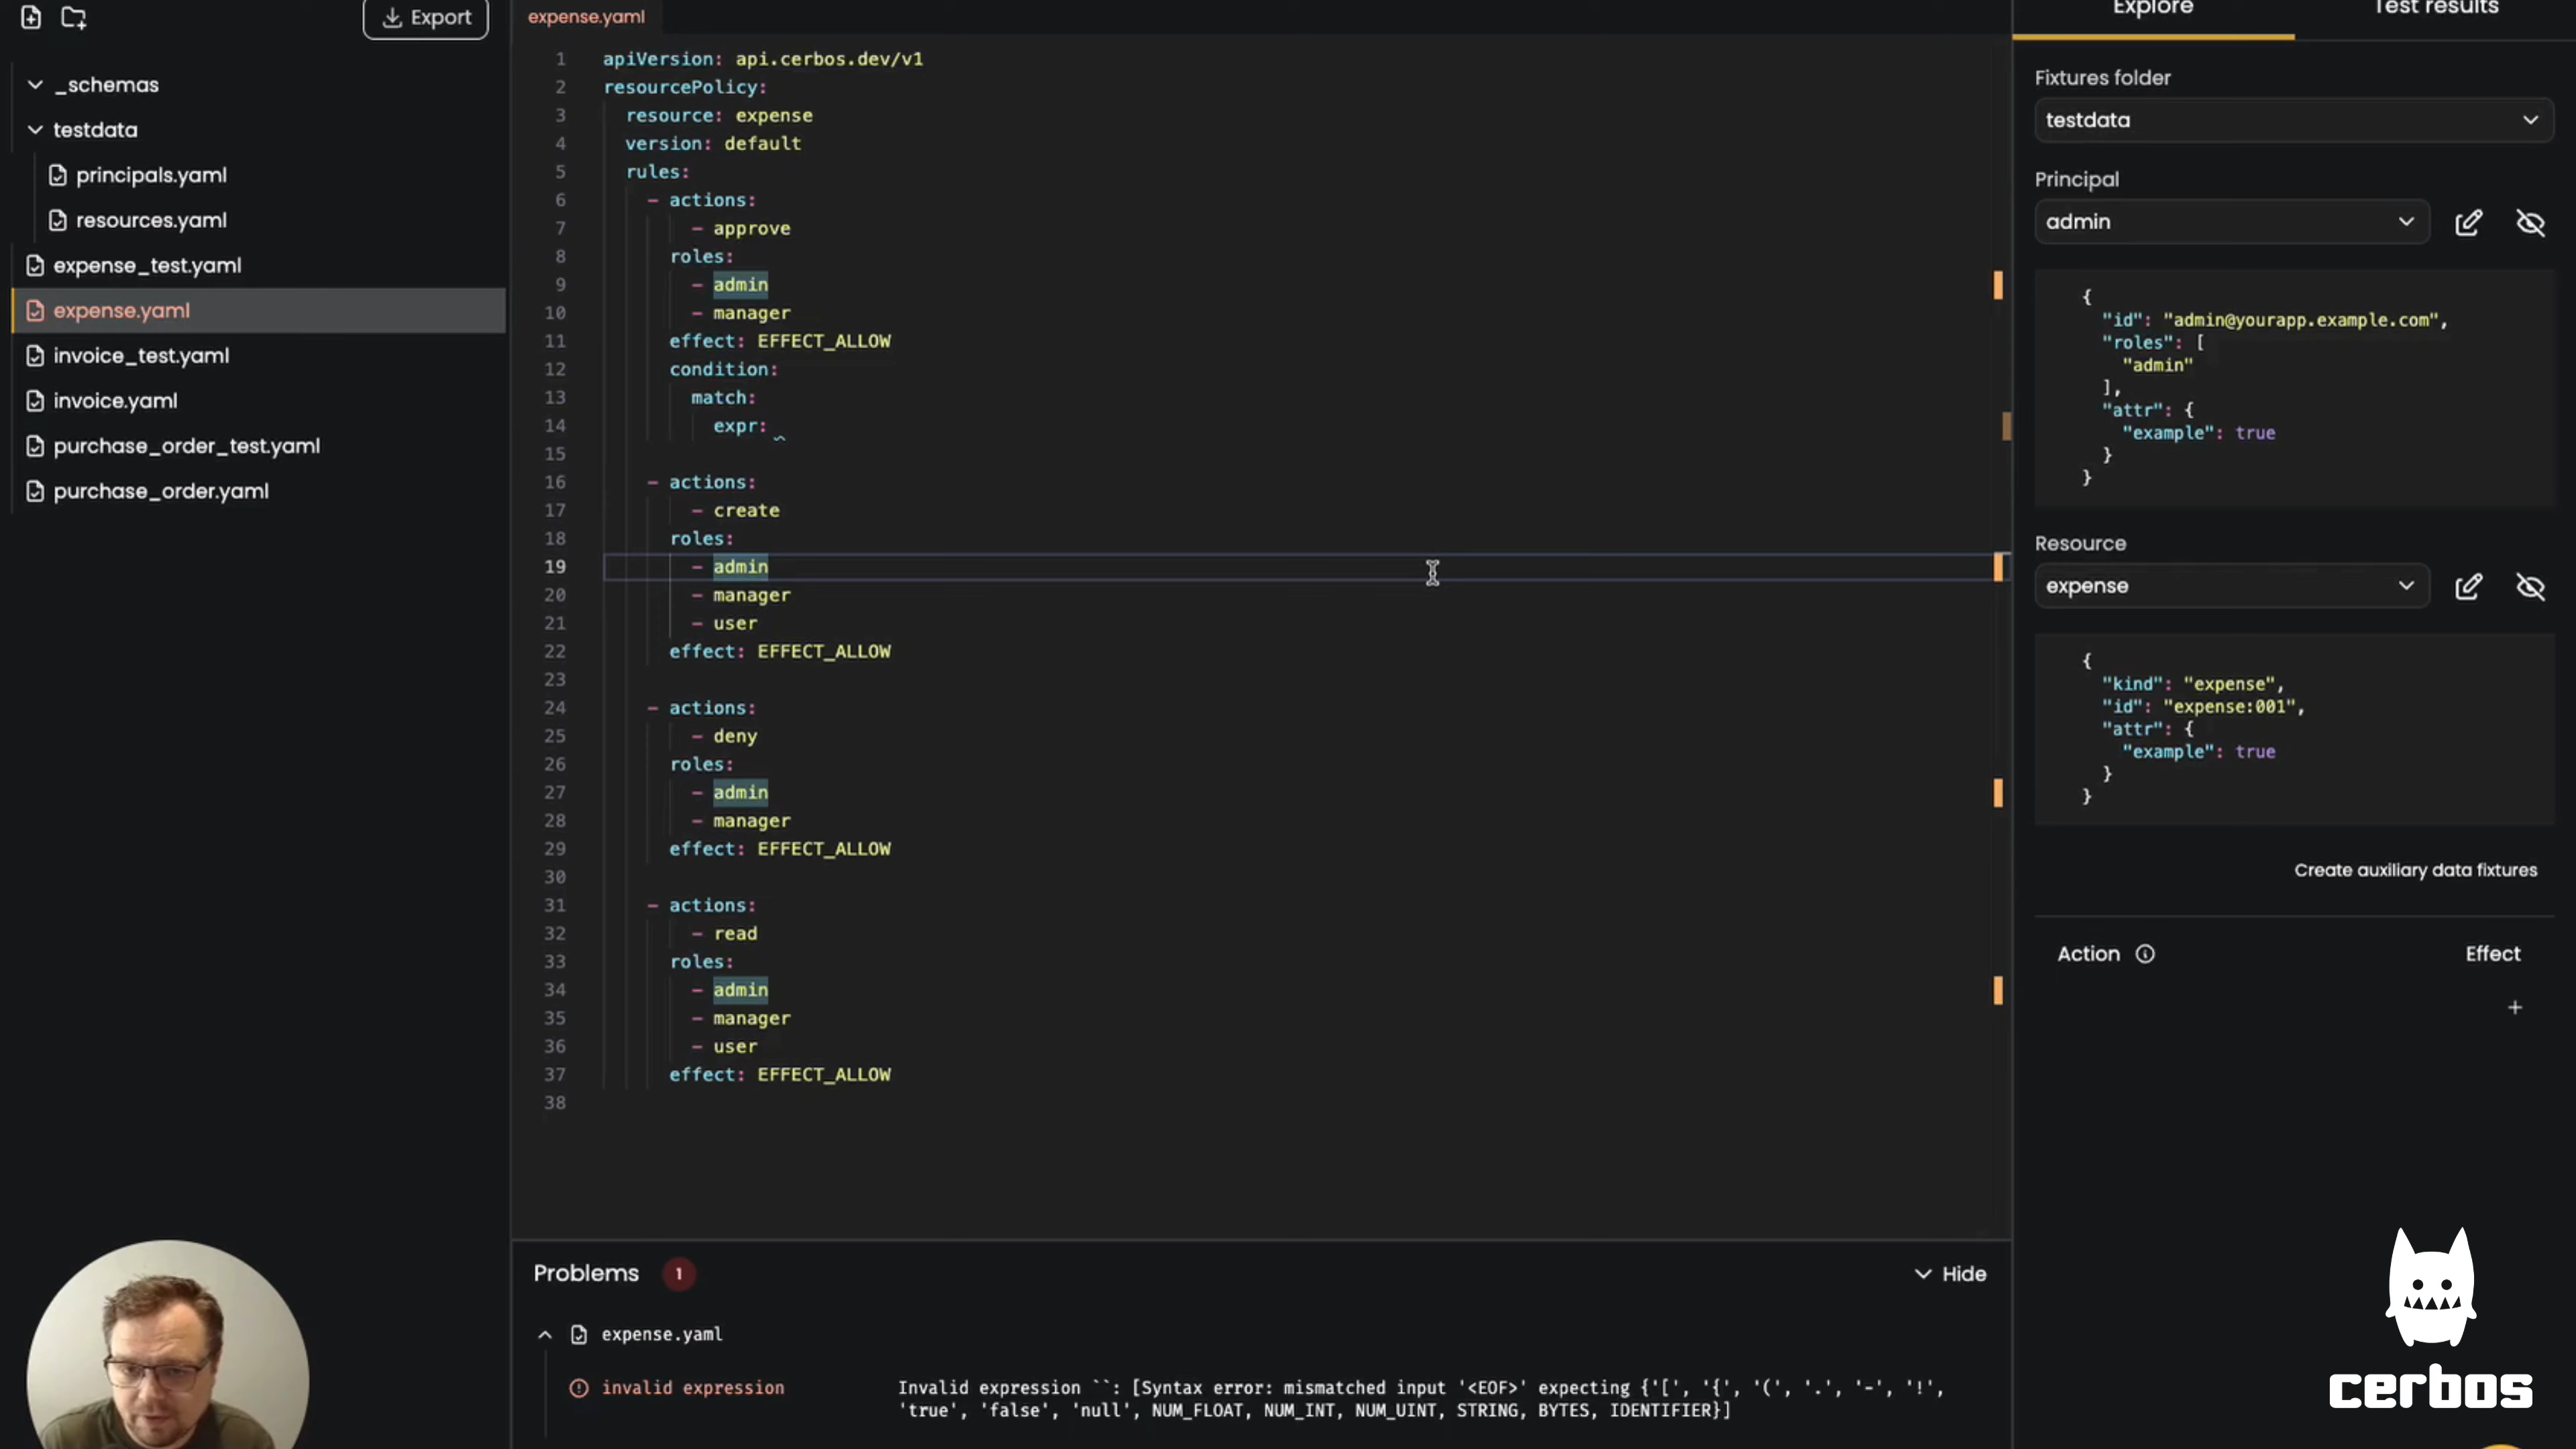 Export
_schemas
testdata
principals.yaml
resources.yaml
expense_test.yaml
expense.yaml
invoice_test.yaml
invoice.yaml
purchase_order_test.yaml
purchase_order.yaml
expense.yaml
1 apiVersion: api.cerbos.dev/v1
2 resourcePolicy:
3 resource: expense
4 version: default
5 rules:
6 - actions:
7 - approve
8 roles:
9 - admin
10 - manager
11 effect: EFFECT_ALLOW
12 condition:
13 match:
14 expr:
15
16 - actions:
17 - create
18 roles:
19 - admin
20 - manager
21 - user
22 effect: EFFECT_ALLOW
23
24 - actions:
25 - deny
26 roles:
27 - admin
28 - manager
29 effect: EFFECT_ALLOW
30
31 - actions:
32 - read
33 roles:
34 - admin
35 - manager
36 - user
37 effect: EFFECT_ALLOW
38
Problems 1
Hide
expense.yaml
invalid expression Invalid expression ``: [Syntax error: mismatched input '<EOF>' expecting {'[', '{', '(', '.', '-', '!',
'true', 'false', 'null', NUM_FLOAT, NUM_INT, NUM_UINT, STRING, BYTES, IDENTIFIER}]
Explore Test results
Fixtures folder
testdata
Principal
admin
{
"id": "admin@yourapp.example.com",
"roles": [
"admin"
],
"attr": {
"example": true
}
}
Resource
expense
{
"kind": "expense",
"id": "expense:001",
"attr": {
"example": true
}
}
Create auxiliary data fixtures
Action Effect
+
cerbos